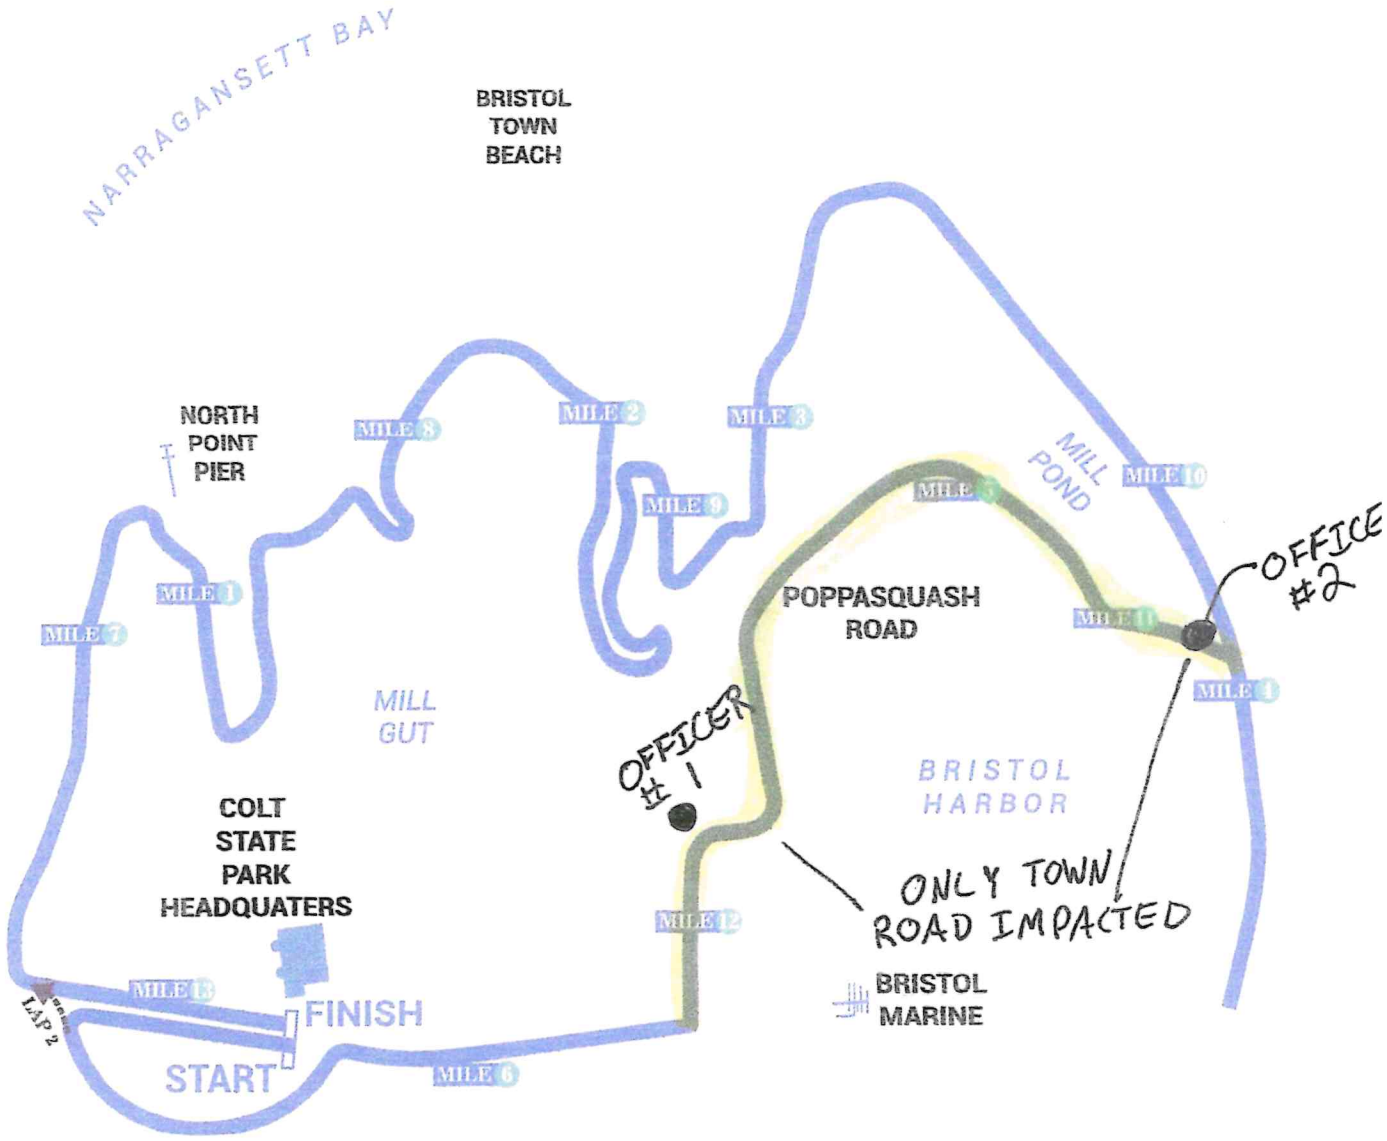 NARRAGANSETT BAY
BRISTOL
TOWN
BEACH
NORTH
POINT
PIER
MILE 8
MILE 2
MILE 3
MILL
POND
MILE 10
MILE 5
MILE 9
OFFICE
#2
MILE 1
MILE 7
POPPASQUASH
ROAD
MILE 11
MILE 4
MILL
GUT
OFFICER
# 1
BRISTOL
HARBOR
COLT
STATE
PARK
HEADQUATERS
ONLY TOWN
ROAD IMPACTED
MILE 12
MILE 13
LAP 2
FINISH
START
BRISTOL
MARINE
MILE 6